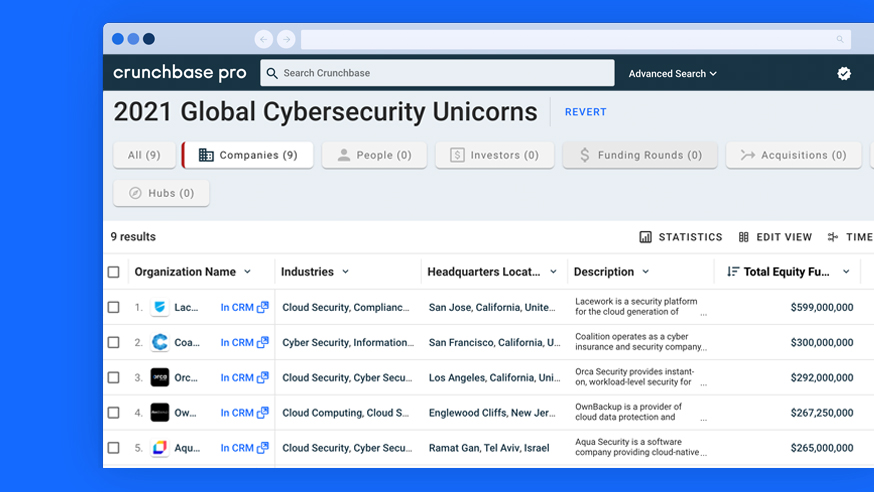 crunchbase pro
Search Crunchbase
Advanced Search
2021 Global Cybersecurity Unicorns
REVERT
All (9)
Companies (9)
People (0)
Investors (0)
Funding Rounds (0)
Acquisitions (0)
Hubs (0)
9 results
STATISTICS
EDIT VIEW
TIME
Organization Name
Industries
Headquarters Locat...
Description
Total Equity Fu...
1. Lac... In CRM Cloud Security, Complianc... San Jose, California, Unite... Lacework is a security platform $599,000,000
for the cloud generation of ...
2. Coa... In CRM Cyber Security, Information... San Francisco, California, U... Coalition operates as a cyber $300,000,000
insurance and security company...
3. Orc... In CRM Cloud Security, Cyber Secu... Los Angeles, California, Uni... Orca Security provides instant- $292,000,000
on, workload-level security for ...
4. Ow... In CRM Cloud Computing, Cloud S... Englewood Cliffs, New Jer... OwnBackup is a provider of $267,250,000
cloud data protection and ...
5. Aqu... In CRM Cloud Security, Cyber Secu... Ramat Gan, Tel Aviv, Israel Aqua Security is a software $265,000,000
company providing cloud-native...